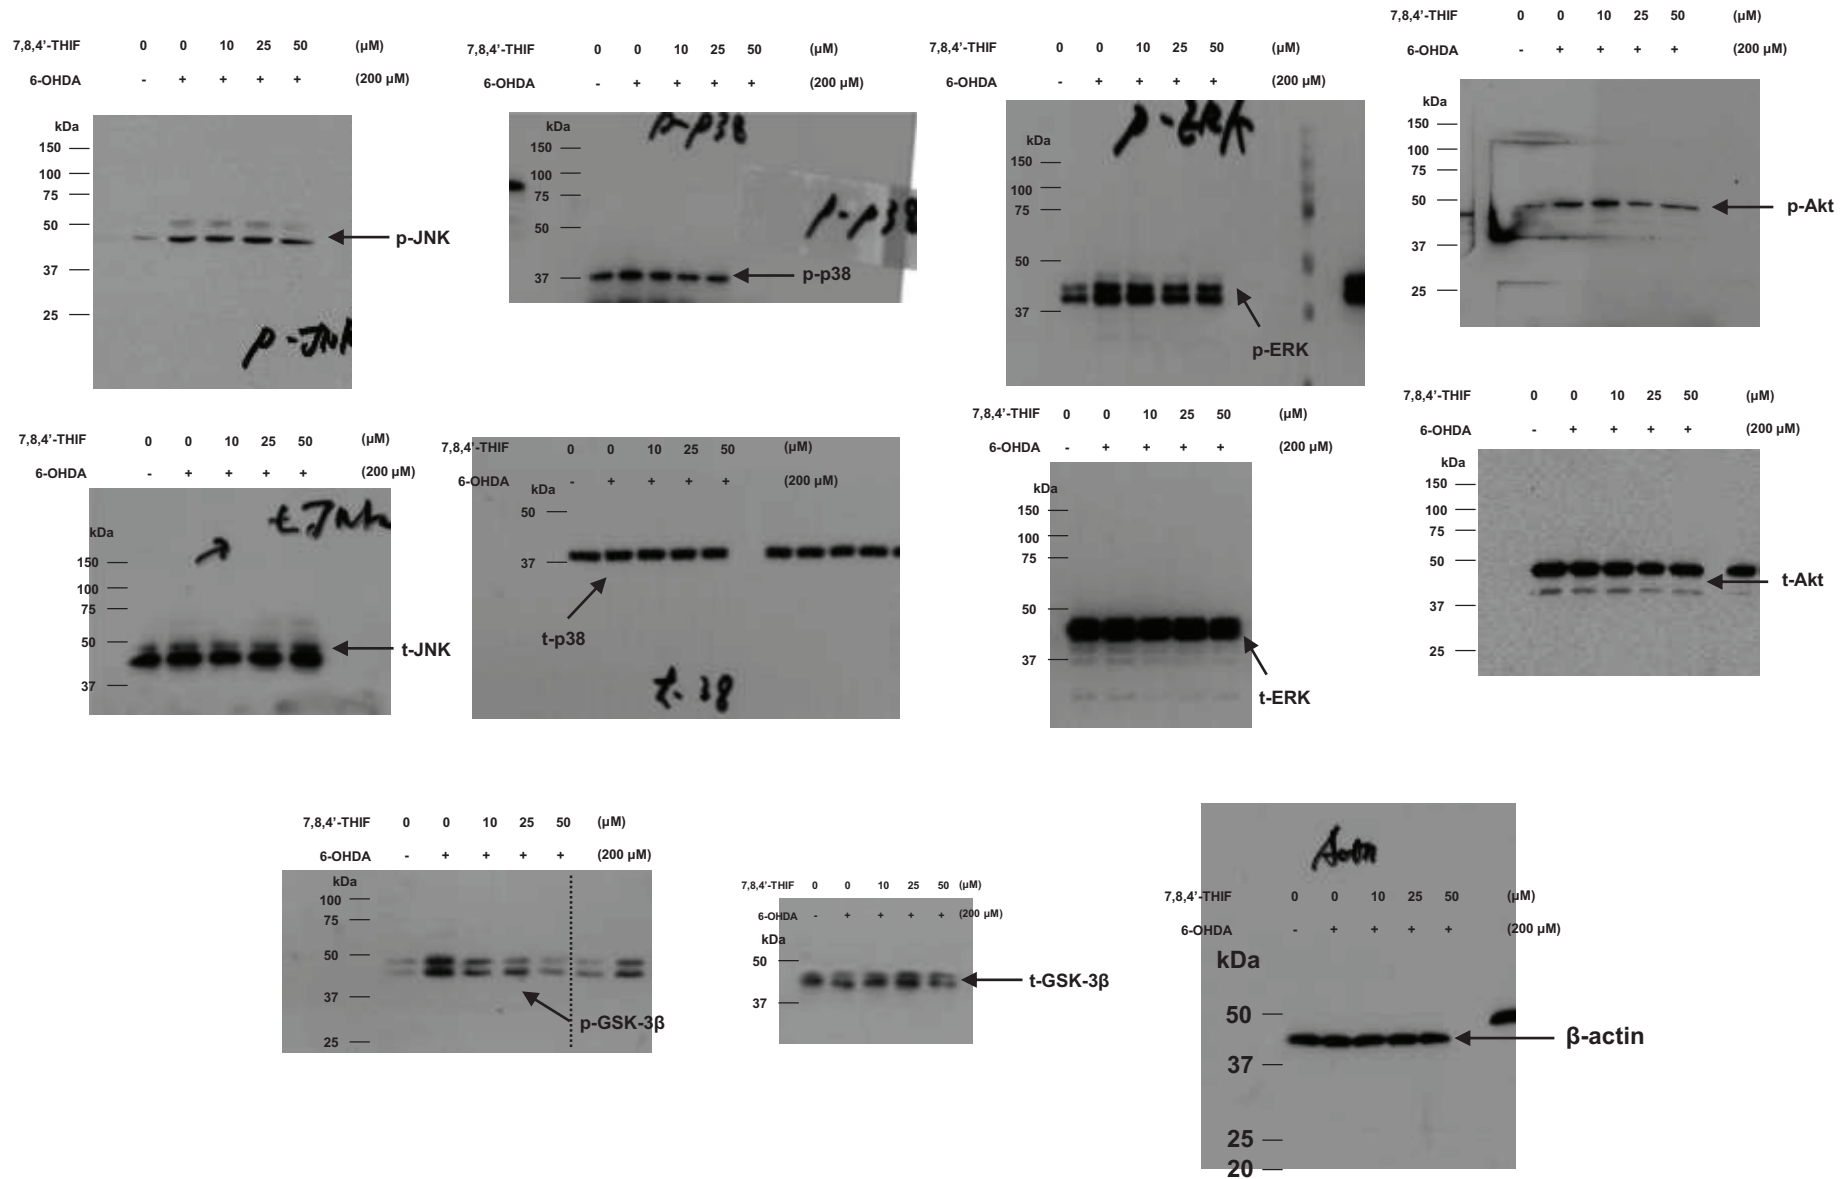 7,8,4'-THIF 0 0 10 25 50 (μM)
6-OHDA - + + + + (200 μM)
kDa
150
100
75
50
37
25
p-JNK
p-JNK
7,8,4'-THIF 0 0 10 25 50 (μM)
6-OHDA - + + + + (200 μM)
p-p38
kDa
150
100
75
50
37
p-p38
p-p38
7,8,4'-THIF 0 0 10 25 50 (μM)
6-OHDA - + + + + (200 μM)
p-ERK
kDa
150
100
75
50
37
p-ERK
7,8,4'-THIF 0 0 10 25 50 (μM)
6-OHDA - + + + + (200 μM)
kDa
150
100
75
50
37
25
p-Akt
7,8,4'-THIF 0 0 10 25 50 (μM)
6-OHDA - + + + + (200 μM)
t-JNK
kDa
150
100
75
50
37
t-JNK
7,8,4'-THIF 0 0 10 25 50 (μM)
6-OHDA - + + + + (200 μM)
kDa
50
37
t-p38
t-38
7,8,4'-THIF 0 0 10 25 50 (μM)
6-OHDA - + + + + (200 μM)
kDa
150
100
75
50
37
t-ERK
7,8,4'-THIF 0 0 10 25 50 (μM)
6-OHDA - + + + + (200 μM)
kDa
150
100
75
50
37
25
t-Akt
7,8,4'-THIF 0 0 10 25 50 (μM)
6-OHDA - + + + + (200 μM)
kDa
100
75
50
37
25
p-GSK-3β
7,8,4'-THIF 0 0 10 25 50 (μM)
6-OHDA - + + + + (200 μM)
kDa
50
37
t-GSK-3β
Actin
7,8,4'-THIF 0 0 10 25 50 (μM)
6-OHDA - + + + + (200 μM)
kDa
50
37
25
20
β-actin